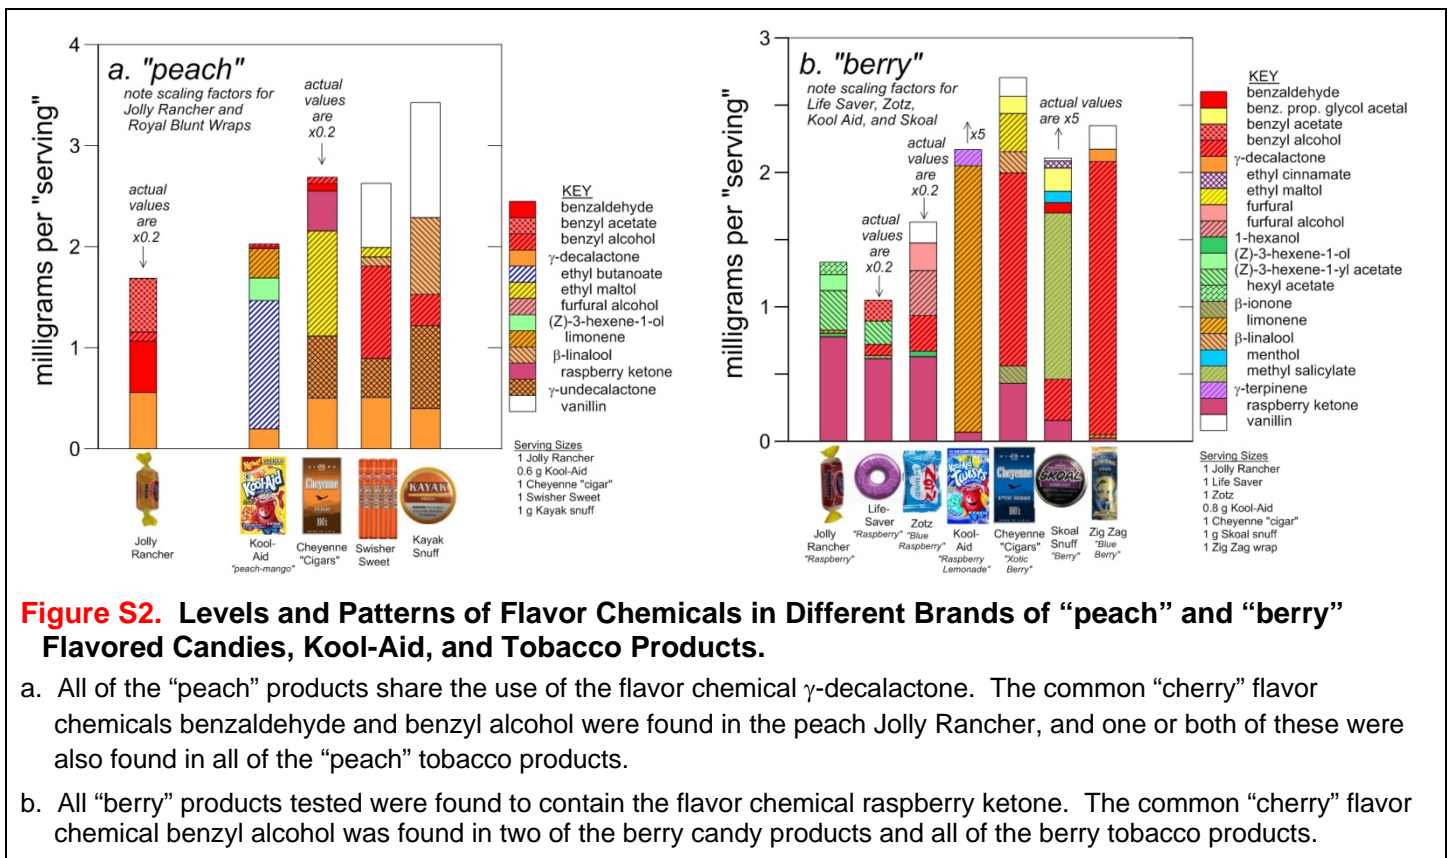 4
3
2
1
0
milligrams per "serving"
a. "peach"
note scaling factors for
Jolly Rancher and
Royal Blunt Wraps
actual
values
are
x0.2
actual
values
are
x0.2
KEY
benzaldehyde
benzyl acetate
benzyl alcohol
γ-decalactone
ethyl butanoate
ethyl maltol
furfural alcohol
(Z)-3-hexene-1-ol
limonene
β-linalool
raspberry ketone
γ-undecalactone
vanillin
Serving Sizes
1 Jolly Rancher
0.6 g Kool-Aid
1 Cheyenne "cigar"
1 Swisher Sweet
1 g Kayak snuff
Kool-Aid
Cheyenne
100's
KAYAK
Jolly
Rancher
Kool-
Aid
"peach-mango"
Cheyenne
"Cigars"
Swisher
Sweet
Kayak
Snuff
3
2
1
0
milligrams per "serving"
b. "berry"
note scaling factors for
Life Saver, Zotz,
Kool Aid, and Skoal
actual
values
are
x0.2
actual
values
are
x0.2
x5
actual values
are x5
KEY
benzaldehyde
benz. prop. glycol acetal
benzyl acetate
benzyl alcohol
γ-decalactone
ethyl cinnamate
ethyl maltol
furfural
furfural alcohol
1-hexanol
(Z)-3-hexene-1-ol
(Z)-3-hexene-1-yl acetate
hexyl acetate
β-ionone
limonene
β-linalool
menthol
methyl salicylate
γ-terpinene
raspberry ketone
vanillin
Serving Sizes
1 Jolly Rancher
1 Life Saver
1 Zotz
0.8 g Kool-Aid
1 Cheyenne "cigar"
1 g Skoal snuff
1 Zig Zag wrap
ZOTZ
Kool-Aid
Twists
Cheyenne
100's
SKOAL
Jolly
Rancher
"Raspberry"
Life-
Saver
"Raspberry"
Zotz
"Blue
Raspberry"
Kool-
Aid
"Raspberry
Lemonade"
Cheyenne
"Cigars"
"Xotic
Berry"
Skoal
Snuff
"Berry"
Zig Zag
"Blue
Berry"
Figure S2. Levels and Patterns of Flavor Chemicals in Different Brands of “peach” and “berry”
Flavored Candies, Kool-Aid, and Tobacco Products.
a. All of the “peach” products share the use of the flavor chemical γ-decalactone. The common “cherry” flavor
chemicals benzaldehyde and benzyl alcohol were found in the peach Jolly Rancher, and one or both of these were
also found in all of the “peach” tobacco products.
b. All “berry” products tested were found to contain the flavor chemical raspberry ketone. The common “cherry” flavor
chemical benzyl alcohol was found in two of the berry candy products and all of the berry tobacco products.